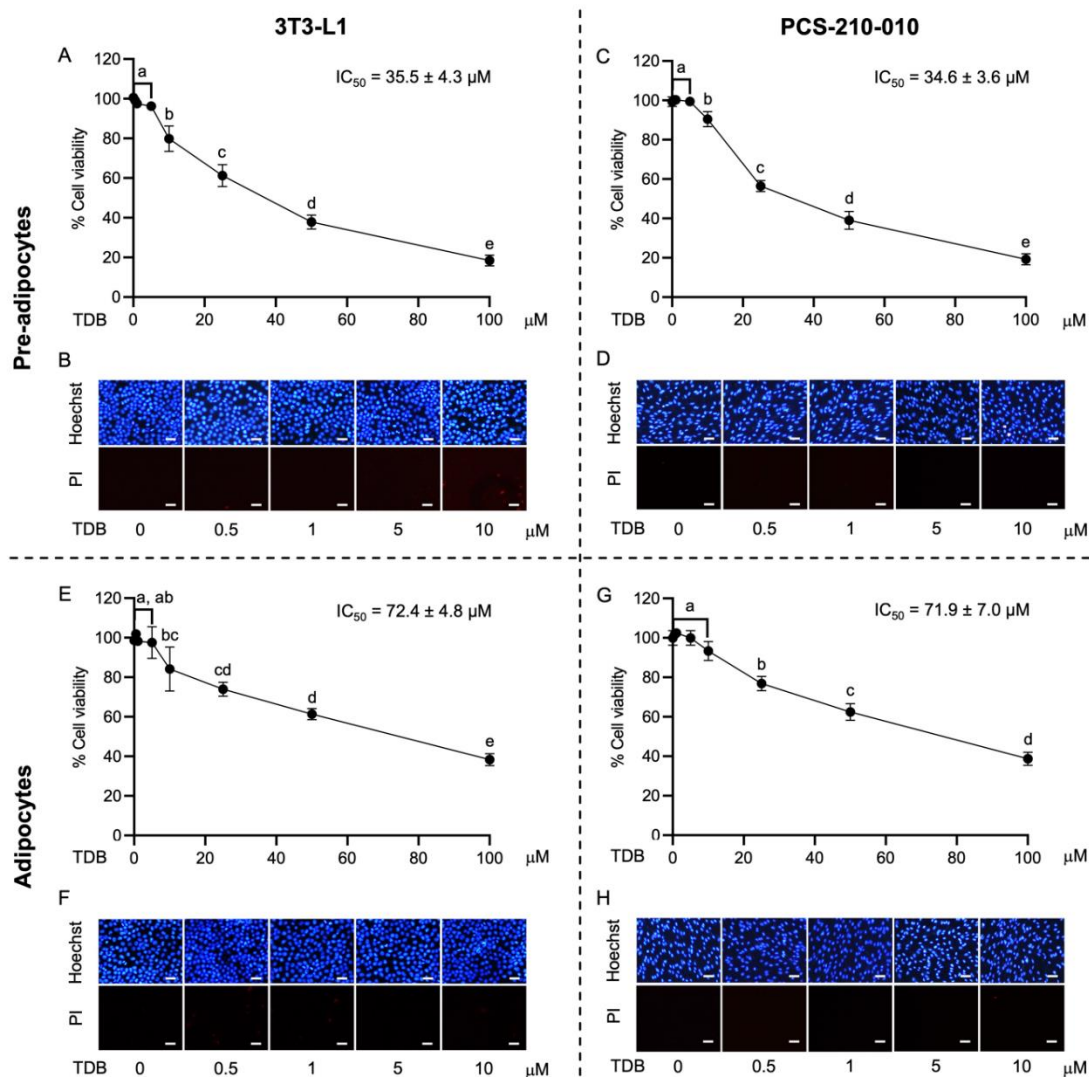 3T3-L1
PCS-210-010
Pre-adipocytes
Adipocytes
A
% Cell viability
120
100
80
60
40
20
0
a
b
c
d
e
IC50 = 35.5 ± 4.3 µM
TDB
0 20 40 60 80 100 µM
B
Hoechst
PI
TDB 0 0.5 1 5 10 µM
C
% Cell viability
120
100
80
60
40
20
0
a
b
c
d
e
IC50 = 34.6 ± 3.6 µM
TDB
0 20 40 60 80 100 µM
D
Hoechst
PI
TDB 0 0.5 1 5 10 µM
E
% Cell viability
120
100
80
60
40
20
0
a, ab
bc
cd
d
e
IC50 = 72.4 ± 4.8 µM
TDB
0 20 40 60 80 100 µM
F
Hoechst
PI
TDB 0 0.5 1 5 10 µM
G
% Cell viability
120
100
80
60
40
20
0
a
b
c
d
IC50 = 71.9 ± 7.0 µM
TDB
0 20 40 60 80 100 µM
H
Hoechst
PI
TDB 0 0.5 1 5 10 µM